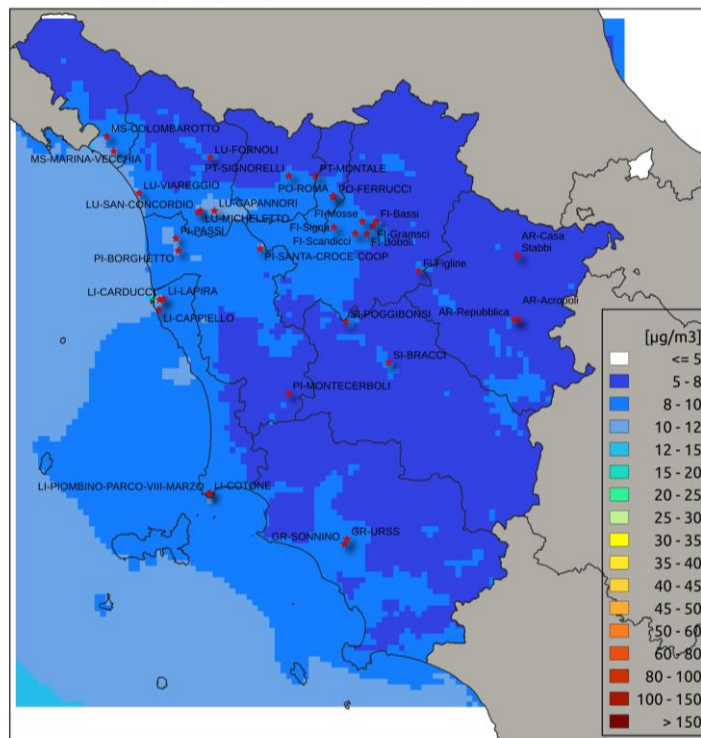 MS-COLOMBAROTTO
MS-MARINA-VECCHIA
LU-FORNOLI
PT-SIGNORELLI
PT-MONTALE
LU-VIAREGGIO
PO-ROMA
PO-FERRUCCI
LU-SAN-CONCORDIO
LU-CAPANNORI
LU-MICHELETTO
FI-Mosse
FI-Bassi
PI-PASSI
FI-Signa
FI-Gramsci
FI-Scandicci
FI-Boboli
PI-BORGHETTO
PI-SANTA-CROCE-COOP
AR-Casa
Stabbi
FI-Figline
LI-CARDUCCI
LI-LAPIRA
LI-CAPPIELLO
SI-POGGIBONSI
AR-Repubblica
AR-Acropoli
SI-BRACCI
PI-MONTECERBOLI
LI-PIOMBINO-PARCO-VIII-MARZO
LI-COTONE
GR-SONNINO
GR-URSS
[µg/m3]
<= 5
5 - 8
8 - 10
10 - 12
12 - 15
15 - 20
20 - 25
25 - 30
30 - 35
35 - 40
40 - 45
45 - 50
50 - 60
60 - 80
80 - 100
100 - 150
> 150